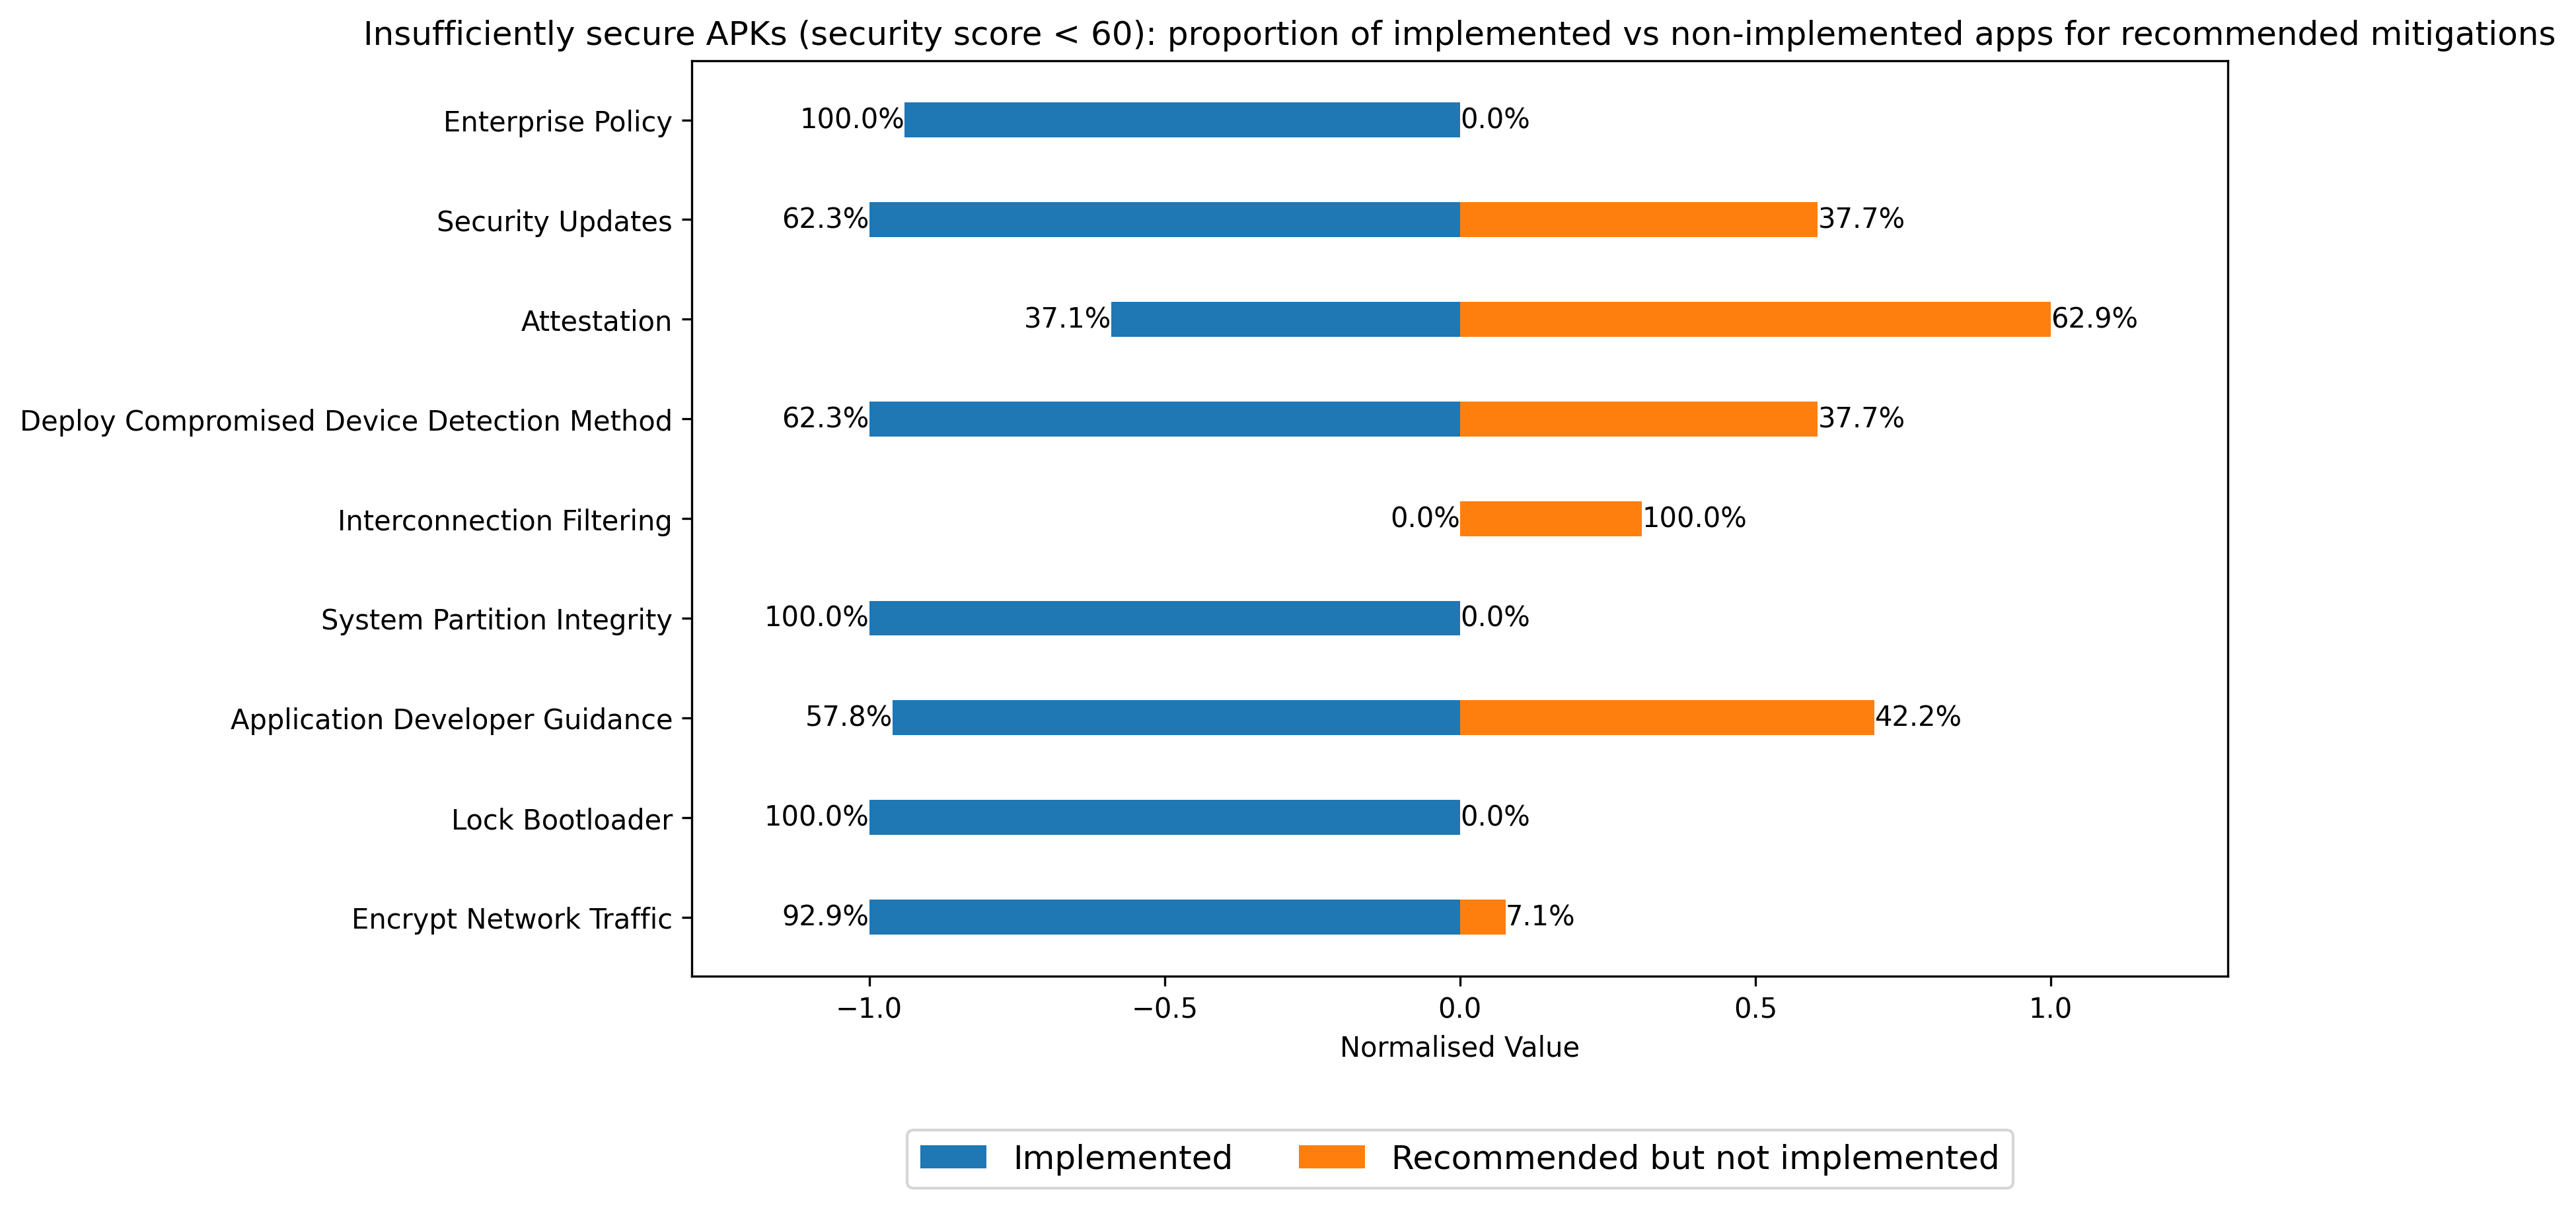 Insufficiently secure APKs (security score < 60): proportion of implemented vs non-implemented apps for recommended mitigations
Enterprise Policy 100.0% 0.0%
Security Updates 62.3% 37.7%
Attestation 37.1% 62.9%
Deploy Compromised Device Detection Method 62.3% 37.7%
Interconnection Filtering 0.0% 100.0%
System Partition Integrity 100.0% 0.0%
Application Developer Guidance 57.8% 42.2%
Lock Bootloader 100.0% 0.0%
Encrypt Network Traffic 92.9% 7.1%
−1.0 −0.5 0.0 0.5 1.0
Normalised Value
Implemented Recommended but not implemented